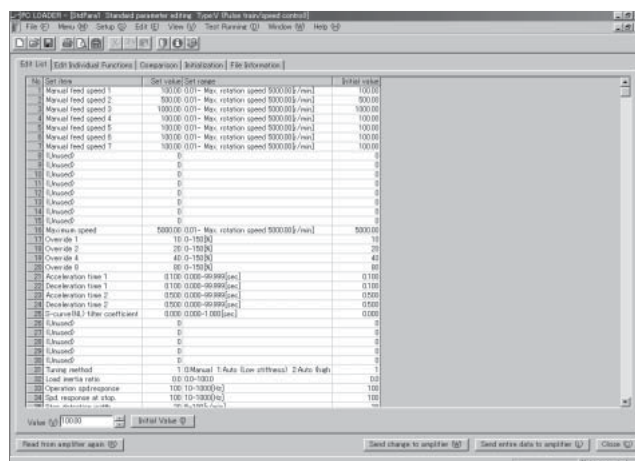 PC LOADER - [StdPara1 Standard parameter editing Type:V (Pulse train/speed control)]
File (F) Menu (M) Setup (S) Edit (E) View (V) Test Running (T) Window (W) Help (H)
Edit List Edit Individual Functions Comparison Initialization File Information
No. Set item Set value Set range Initial value
1 Manual feed speed 1 100.00 0.01- Max. rotation speed 5000.00[r/min] 100.00
2 Manual feed speed 2 500.00 0.01- Max. rotation speed 5000.00[r/min] 500.00
3 Manual feed speed 3 1000.00 0.01- Max. rotation speed 5000.00[r/min] 1000.00
4 Manual feed speed 4 100.00 0.01- Max. rotation speed 5000.00[r/min] 100.00
5 Manual feed speed 5 100.00 0.01- Max. rotation speed 5000.00[r/min] 100.00
6 Manual feed speed 6 100.00 0.01- Max. rotation speed 5000.00[r/min] 100.00
7 Manual feed speed 7 100.00 0.01- Max. rotation speed 5000.00[r/min] 100.00
8 (Unused) 0 0
9 (Unused) 0 0
10 (Unused) 0 0
11 (Unused) 0 0
12 (Unused) 0 0
13 (Unused) 0 0
14 (Unused) 0 0
15 (Unused) 0 0
16 Maximum speed 5000.00 0.01- Max. rotation speed 5000.00[r/min] 5000.00
17 Override 1 10 0-150[%] 10
18 Override 2 20 0-150[%] 20
19 Override 4 40 0-150[%] 40
20 Override 8 80 0-150[%] 80
21 Acceleration time 1 0.100 0.000-99.999[sec] 0.100
22 Deceleration time 1 0.100 0.000-99.999[sec] 0.100
23 Acceleration time 2 0.500 0.000-99.999[sec] 0.500
24 Deceleration time 2 0.500 0.000-99.999[sec] 0.500
25 S-curve(NL) filter coefficient 0.000 0.000-1.000[sec] 0.000
26 (Unused) 0 0
27 (Unused) 0 0
28 (Unused) 0 0
29 (Unused) 0 0
30 (Unused) 0 0
31 Tuning method 1 0:Manual 1:Auto (Low stiffness) 2:Auto (high 1
32 Load inertia ratio 0.0 0.0-100.0 0.0
33 Operation spd.response 100 10-1000[Hz] 100
34 Spd. response at stop. 100 10-1000[Hz] 100
Value (V) 100.00 Initial Value (I)
Read from amplifier again (R) Send change to amplifier (W) Send entire data to amplifier (L) Close (C)